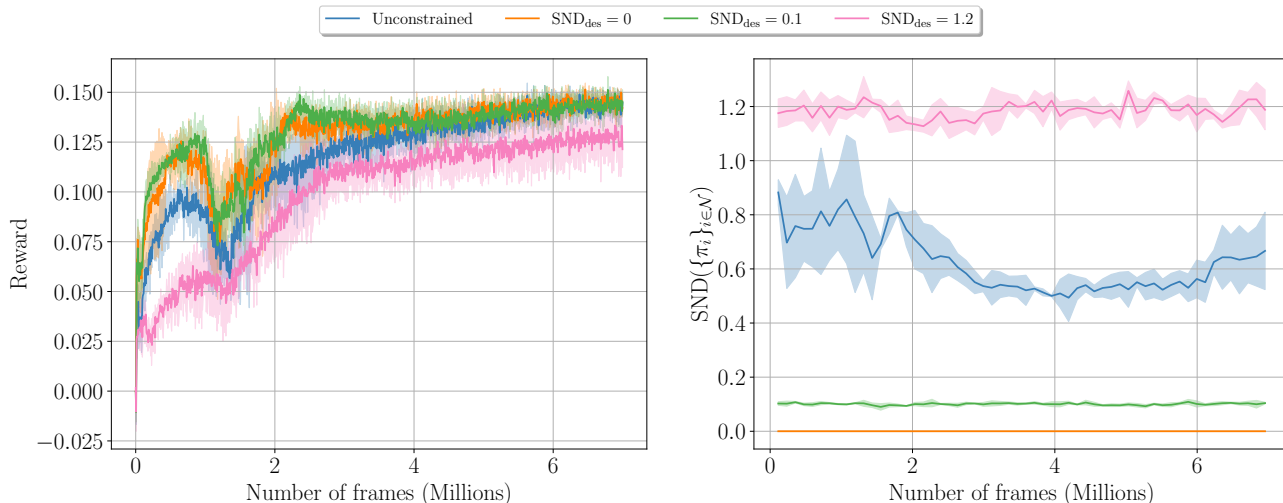 Unconstrained SND_des = 0 SND_des = 0.1 SND_des = 1.2
0.150
0.125
0.100
0.075
0.050
0.025
0.000
−0.025
Reward
0 2 4 6
Number of frames (Millions)
1.2
1.0
0.8
0.6
0.4
0.2
0.0
SND({π_i}_{i∈𝒩})
0 2 4 6
Number of frames (Millions)